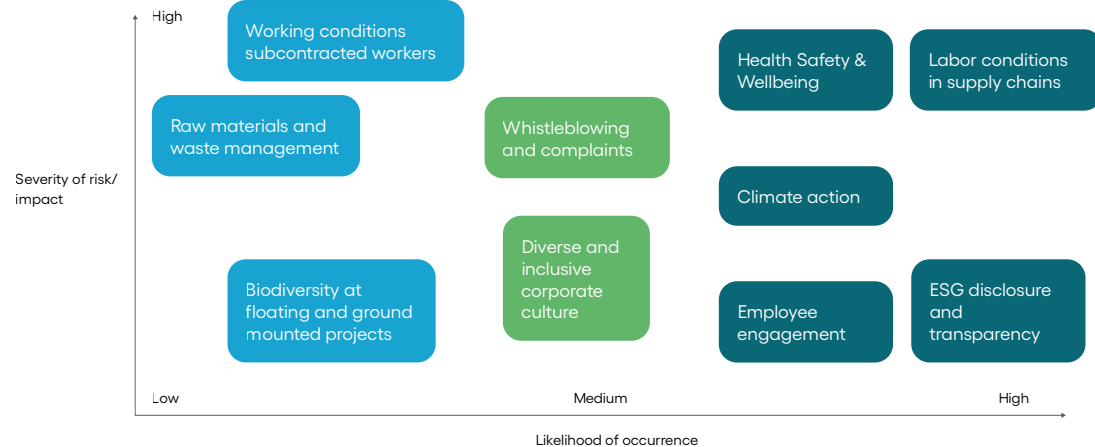 High
Working conditions
subcontracted workers
Health Safety &
Wellbeing
Labor conditions
in supply chains
Raw materials and
waste management
Whistleblowing
and complaints
Severity of risk/
impact
Climate action
Diverse and
inclusive
corporate
culture
Biodiversity at
floating and ground
mounted projects
Employee
engagement
ESG disclosure
and
transparency
Low
Medium
High
Likelihood of occurrence